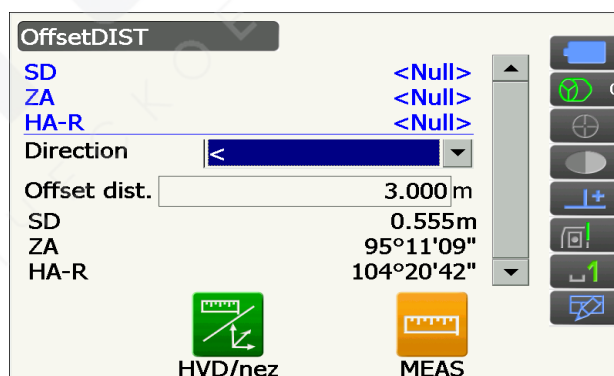 OffsetDIST
SD <Null>
ZA <Null>
HA-R <Null>
Direction <
Offset dist. 3.000 m
SD 0.555m
ZA 95°11'09"
HA-R 104°20'42"
HVD/nez MEAS